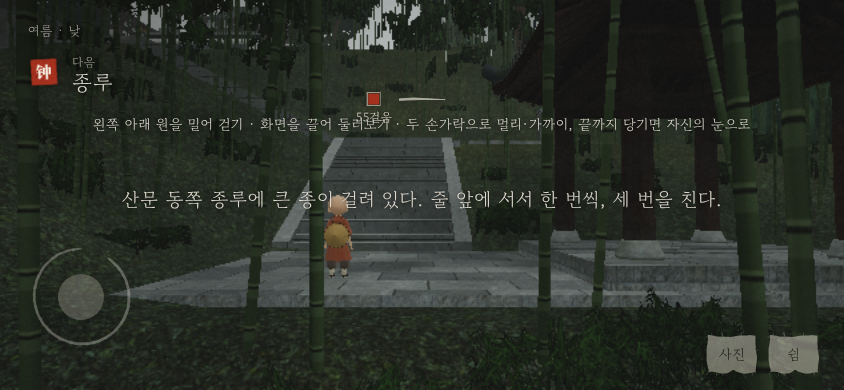 여름 · 낮
钟
다음
종루
55걸음
왼쪽 아래 원을 밀어 걷기 · 화면을 끌어 둘러보기 · 두 손가락으로 멀리·가까이, 끝까지 당기면 자신의 눈으로
산문 동쪽 종루에 큰 종이 걸려 있다. 줄 앞에 서서 한 번씩, 세 번을 친다.
사진
쉼